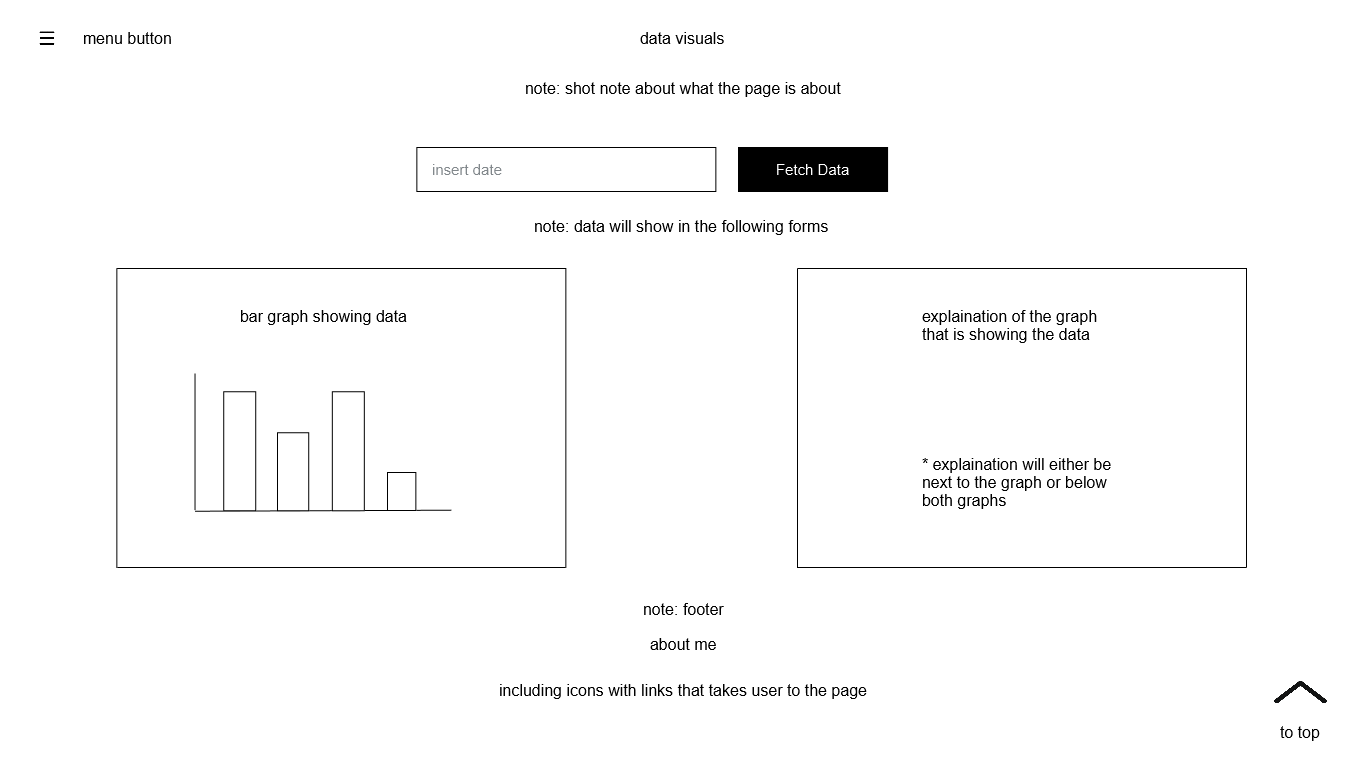 menu button
data visuals
note: shot note about what the page is about
insert date
Fetch Data
note: data will show in the following forms
bar graph showing data
explaination of the graph
that is showing the data
* explaination will either be
next to the graph or below
both graphs
note: footer
about me
including icons with links that takes user to the page
to top